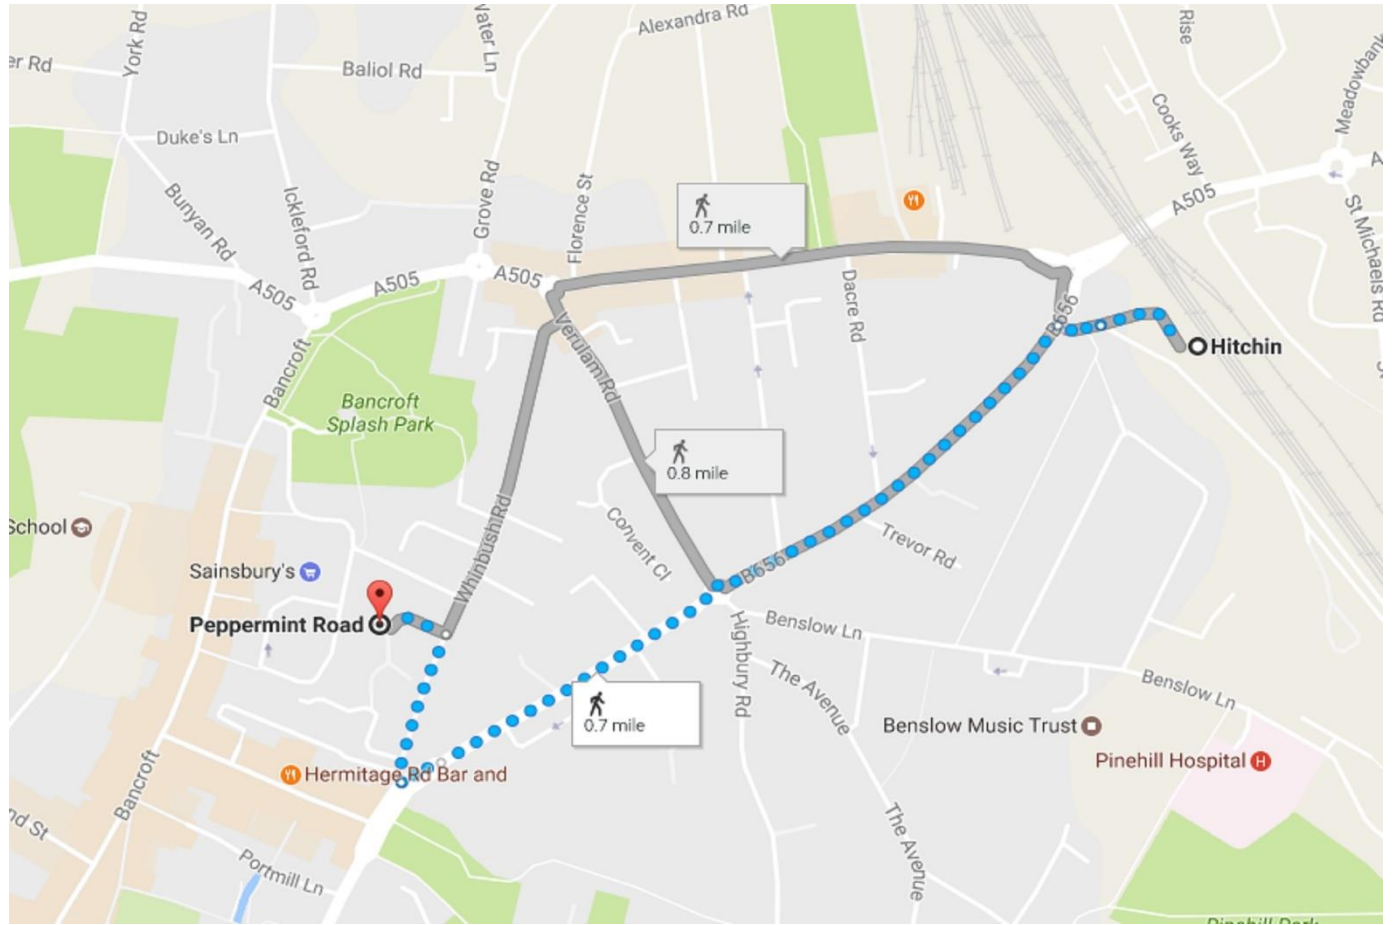 York Rd
Water Ln
Alexandra Rd
Rise
er Rd
Baliol Rd
Meadowbank
Cooks Way
Duke's Ln
Grove Rd
Florence St
A505
A
Bunyan Rd
Ickleford Rd
0.7 mile
St Michaels Rd
A505
A505
A505
Dacre Rd
B656
Hitchin
Verulam Rd
Bancroft
Bancroft
Splash Park
0.8 mile
School
Whinbush Rd
Convent Cl
Trevor Rd
Sainsbury's
B656
Peppermint Road
Benslow Ln
Highbury Rd
The Avenue
Benslow Ln
0.7 mile
Benslow Music Trust
Pinehill Hospital
H
Hermitage Rd Bar and
Bancroft
nd St
The Avenue
Portmill Ln
Pinehill Park